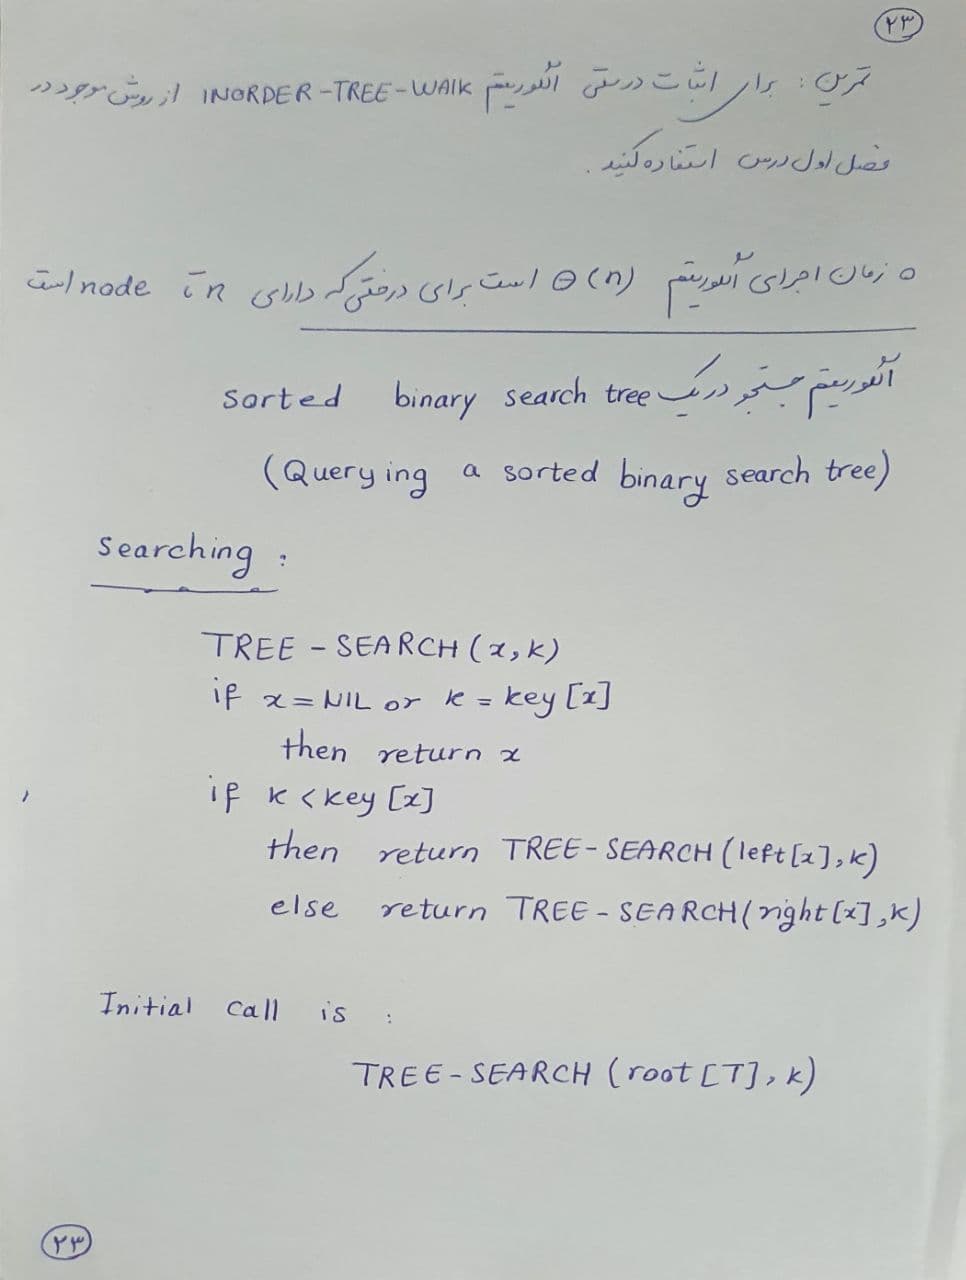 ۲۳
تمرین : برای اثبات درستی الگوریتم INORDER-TREE-WALK از روش موجود در
فصل اول درس استفاده کنید .
o زمان اجرای الگوریتم Θ(n) است برای درختی که دارای n تا node است
الگوریتم جستجو در یک sorted binary search tree
(Querying a sorted binary search tree)
Searching :
TREE - SEARCH (x, k)
if x = NIL or k = key [x]
then return x
if k < key [x]
then return TREE - SEARCH (left [x], k)
else return TREE - SEARCH (right [x], k)
Initial call is :
TREE - SEARCH (root [T], k)
۲۳